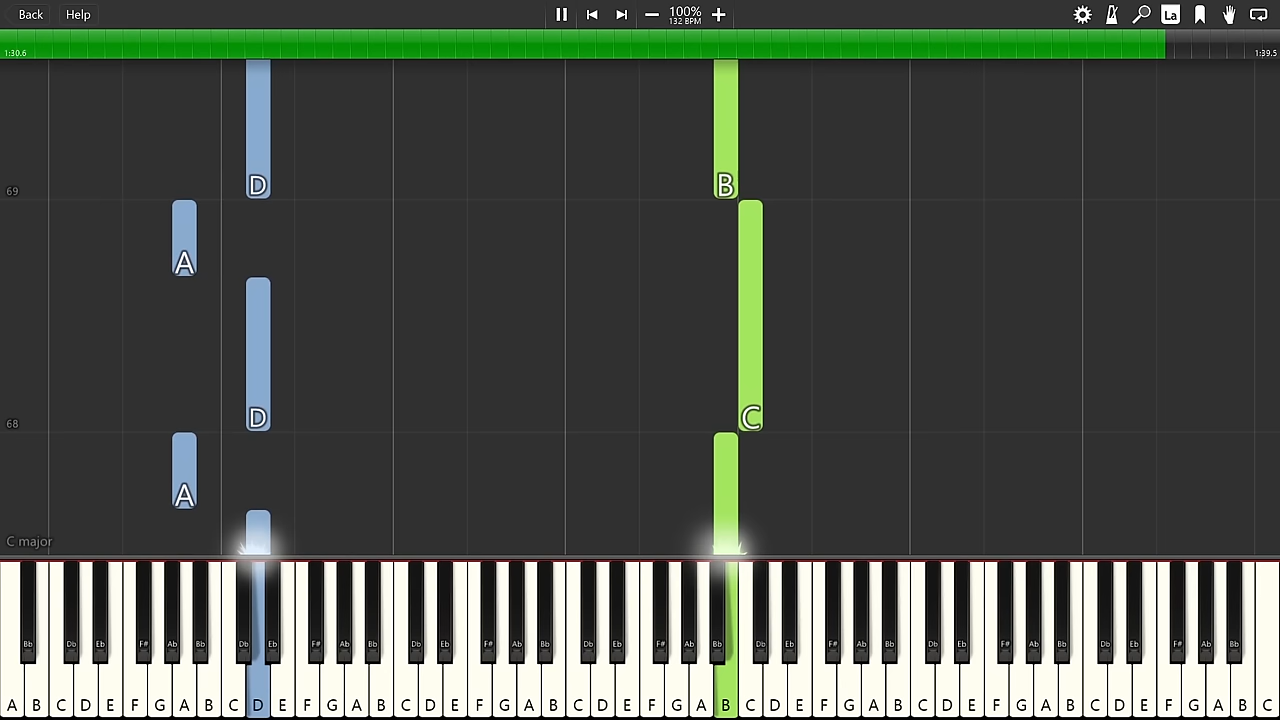 Back Help 100% La
132 BPM
1:30.6 1:39.5
D B
69
A
D C
68
A
C major
Bb Db Eb F# Ab Bb Db Eb F# Ab Bb Db Eb F# Ab Bb Db Eb F# Ab Bb Db Eb F# Ab Bb Db Eb F# Ab Bb Db Eb F# Ab Bb
A B C D E F G A B C D E F G A B C D E F G A B C D E F G A B C D E F G A B C D E F G A B C D E F G A B C